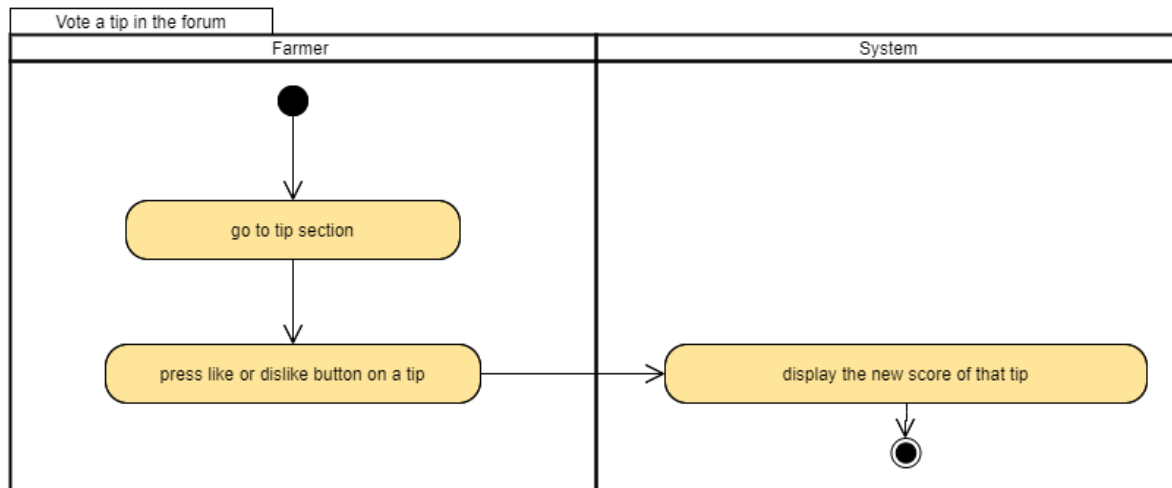 Vote a tip in the forum
Farmer
System
go to tip section
press like or dislike button on a tip
display the new score of that tip